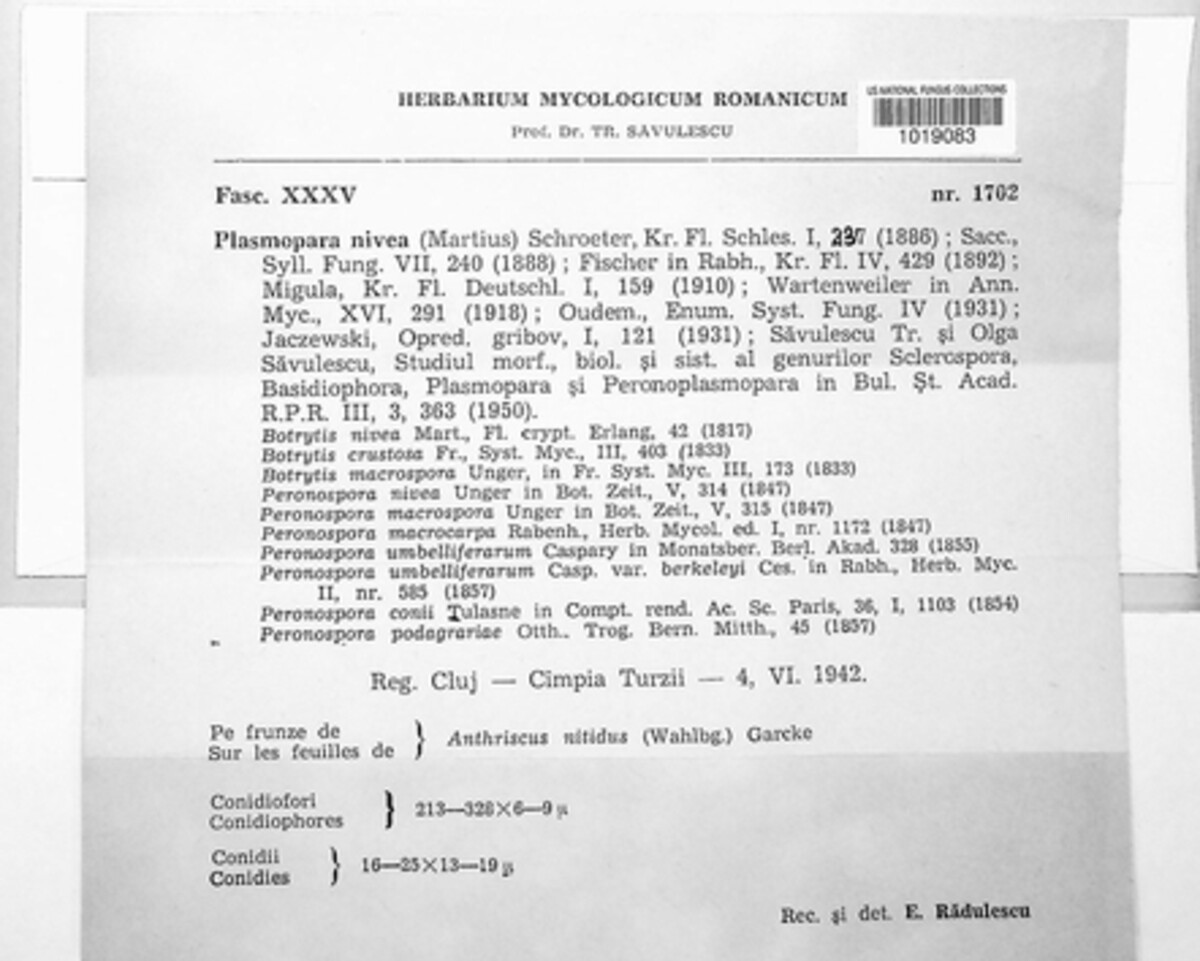 HERBARIUM MYCOLOGICUM ROMANICUM
Prof. Dr. TR. SĂVULESCU
US NATIONAL FUNGUS COLLECTIONS
1019083
Fasc. XXXV nr. 1702
Plasmopara nivea (Martius) Schroeter, Kr. Fl. Schles. I, 237 (1886) ; Sacc.,
Syll. Fung. VII, 240 (1888) ; Fischer in Rabh., Kr. Fl. IV, 429 (1892) ;
Migula, Kr. Fl. Deutschl. I, 159 (1910) ; Wartenweiler in Ann.
Myc., XVI, 291 (1918) ; Oudem., Enum. Syst. Fung. IV (1931) ;
Jaczewski, Opred. gribov, I, 121 (1931) ; Săvulescu Tr. și Olga
Săvulescu, Studiul morf., biol. și sist. al genurilor Sclerospora,
Basidiophora, Plasmopara și Peronoplasmopara in Bul. Șt. Acad.
R.P.R. III, 3, 363 (1950).
Botrytis nivea Mart., Fl. crypt. Erlang, 42 (1817)
Botrytis crustosa Fr., Syst. Myc., III, 403 (1833)
Botrytis macrospora Unger, in Fr. Syst. Myc. III, 173 (1833)
Peronospora nivea Unger in Bot. Zeit., V, 314 (1847)
Peronospora macrospora Unger in Bot. Zeit., V, 315 (1847)
Peronospora macrocarpa Rabenh., Herb. Mycol. ed. I, nr. 1172 (1847)
Peronospora umbelliferarum Caspary in Monatsber. Berl. Akad. 328 (1855)
Peronospora umbelliferarum Casp. var. berkeleyi Ces. in Rabh., Herb. Myc.
II, nr. 585 (1857)
Peronospora conii Tulasne in Compt. rend. Ac. Sc. Paris, 36, I, 1103 (1854)
Peronospora podagrariae Otth.. Trog. Bern. Mitth., 45 (1857)
Reg. Cluj — Cîmpia Turzii — 4, VI. 1942.
Pe frunze de
Sur les feuilles de } Anthriscus nitidus (Wahlbg.) Garcke
Conidiofori
Conidiophores } 213—328×6—9 µ
Conidii
Conidies } 16—25×13—19 µ
Rec. și det. E. Rădulescu